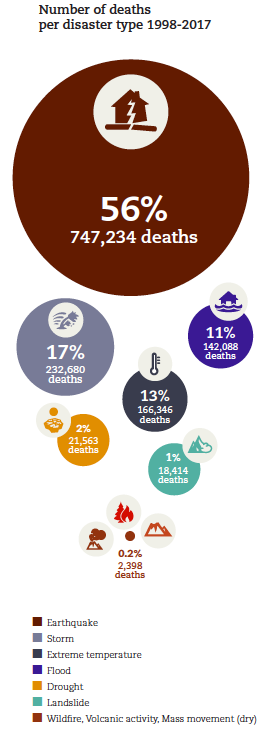 Number of deaths
per disaster type 1998-2017
56%
747,234 deaths
11%
142,088
deaths
17%
232,680
deaths
13%
166,346
deaths
2%
21,563
deaths
1%
18,414
deaths
0.2%
2,398
deaths
Earthquake
Storm
Extreme temperature
Flood
Drought
Landslide
Wildfire, Volcanic activity, Mass movement (dry)